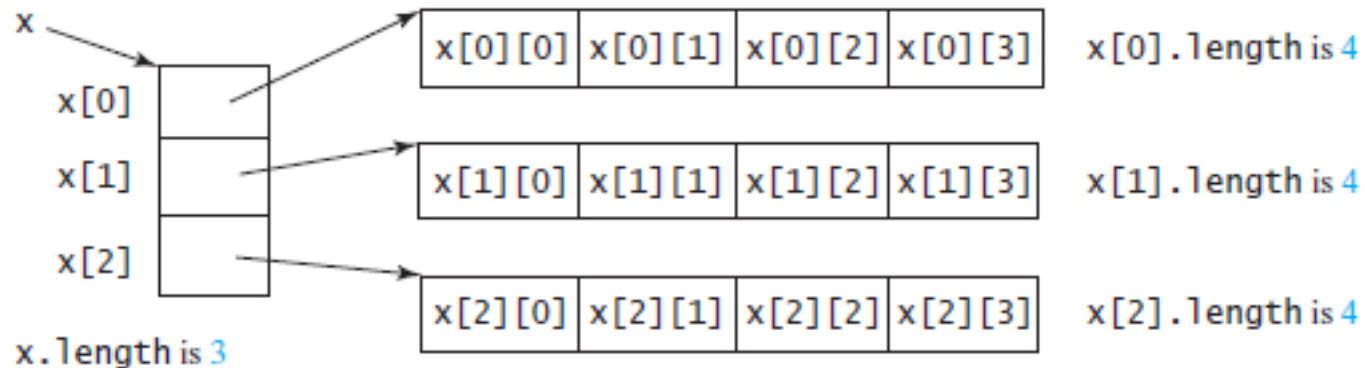 x
x[0]
x[1]
x[2]
x.length is 3
x[0][0] x[0][1] x[0][2] x[0][3] x[0].length is 4
x[1][0] x[1][1] x[1][2] x[1][3] x[1].length is 4
x[2][0] x[2][1] x[2][2] x[2][3] x[2].length is 4